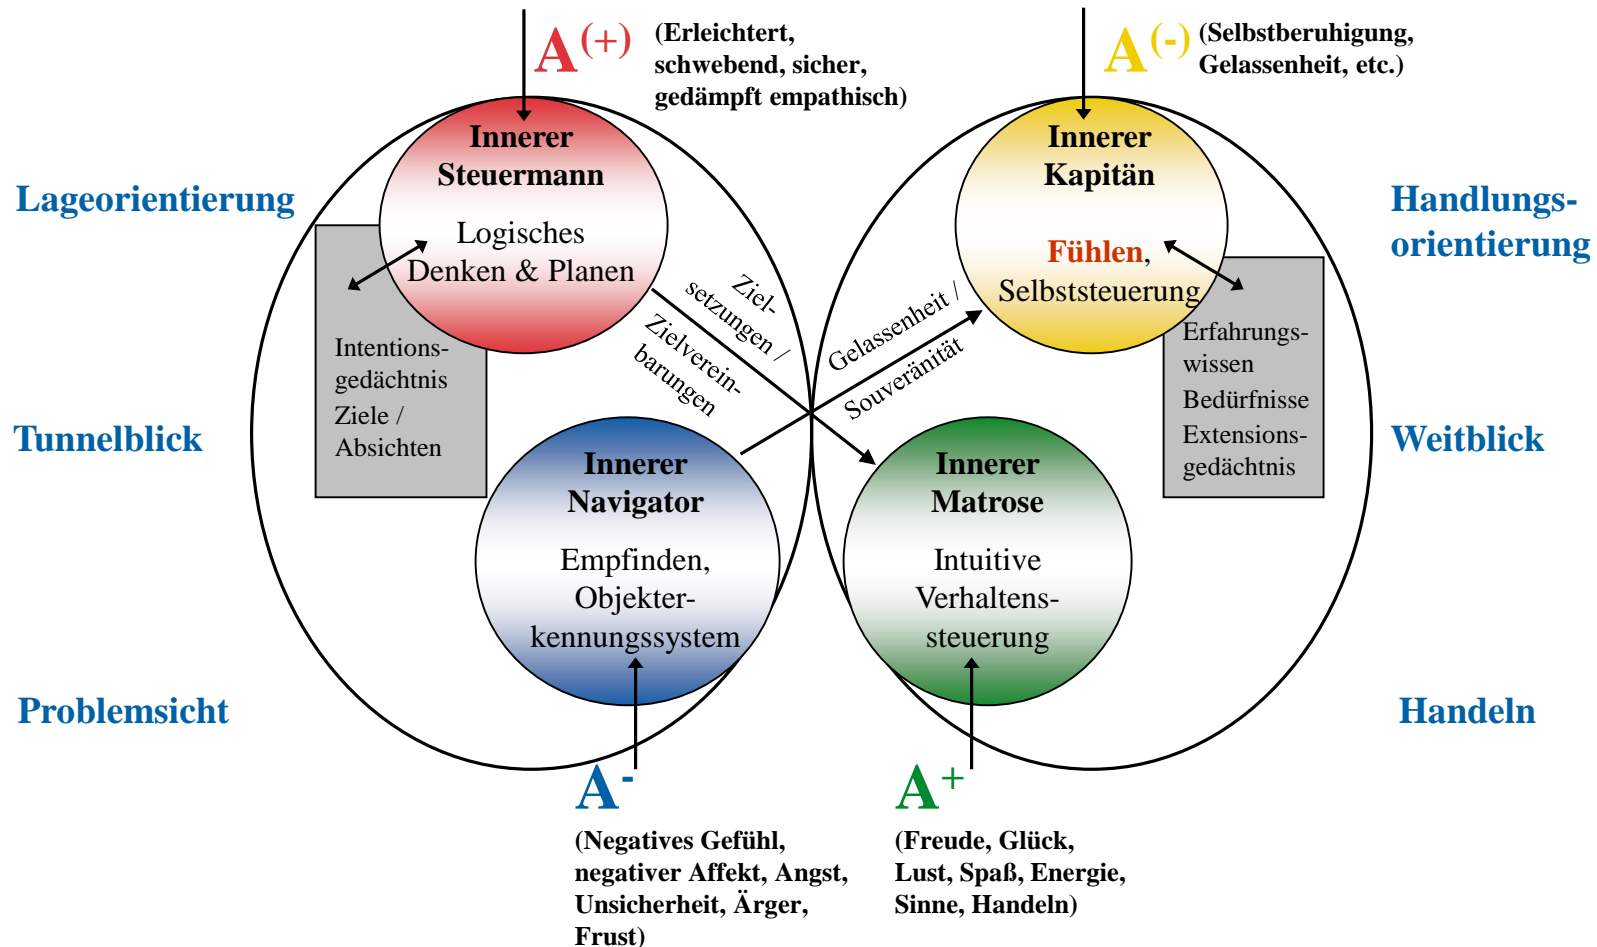 A(+)
(Erleichtert,
schwebend, sicher,
gedämpft empathisch)
A(-)
(Selbstberuhigung,
Gelassenheit, etc.)
Innerer
Steuermann
Logisches
Denken & Planen
Innerer
Kapitän
Fühlen,
Selbststeuerung
Lageorientierung
Handlungs-
orientierung
Intentions-
gedächtnis
Ziele /
Absichten
Ziel-
setzungen /
Zielverein-
barungen
Gelassenheit /
Souveränität
Erfahrungs-
wissen
Bedürfnisse
Extensions-
gedächtnis
Tunnelblick
Weitblick
Innerer
Navigator
Empfinden,
Objekter-
kennungssystem
Innerer
Matrose
Intuitive
Verhaltens-
steuerung
Problemsicht
Handeln
A-
(Negatives Gefühl,
negativer Affekt, Angst,
Unsicherheit, Ärger,
Frust)
A+
(Freude, Glück,
Lust, Spaß, Energie,
Sinne, Handeln)